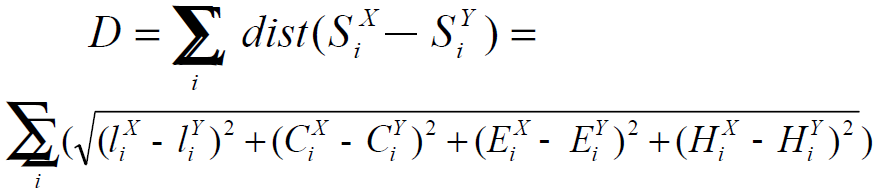 D = ∑_i dist(S_i^X — S_i^Y) =
∑_i (√((l_i^X - l_i^Y)^2 + (C_i^X - C_i^Y)^2 + (E_i^X - E_i^Y)^2 + (H_i^X - H_i^Y)^2))